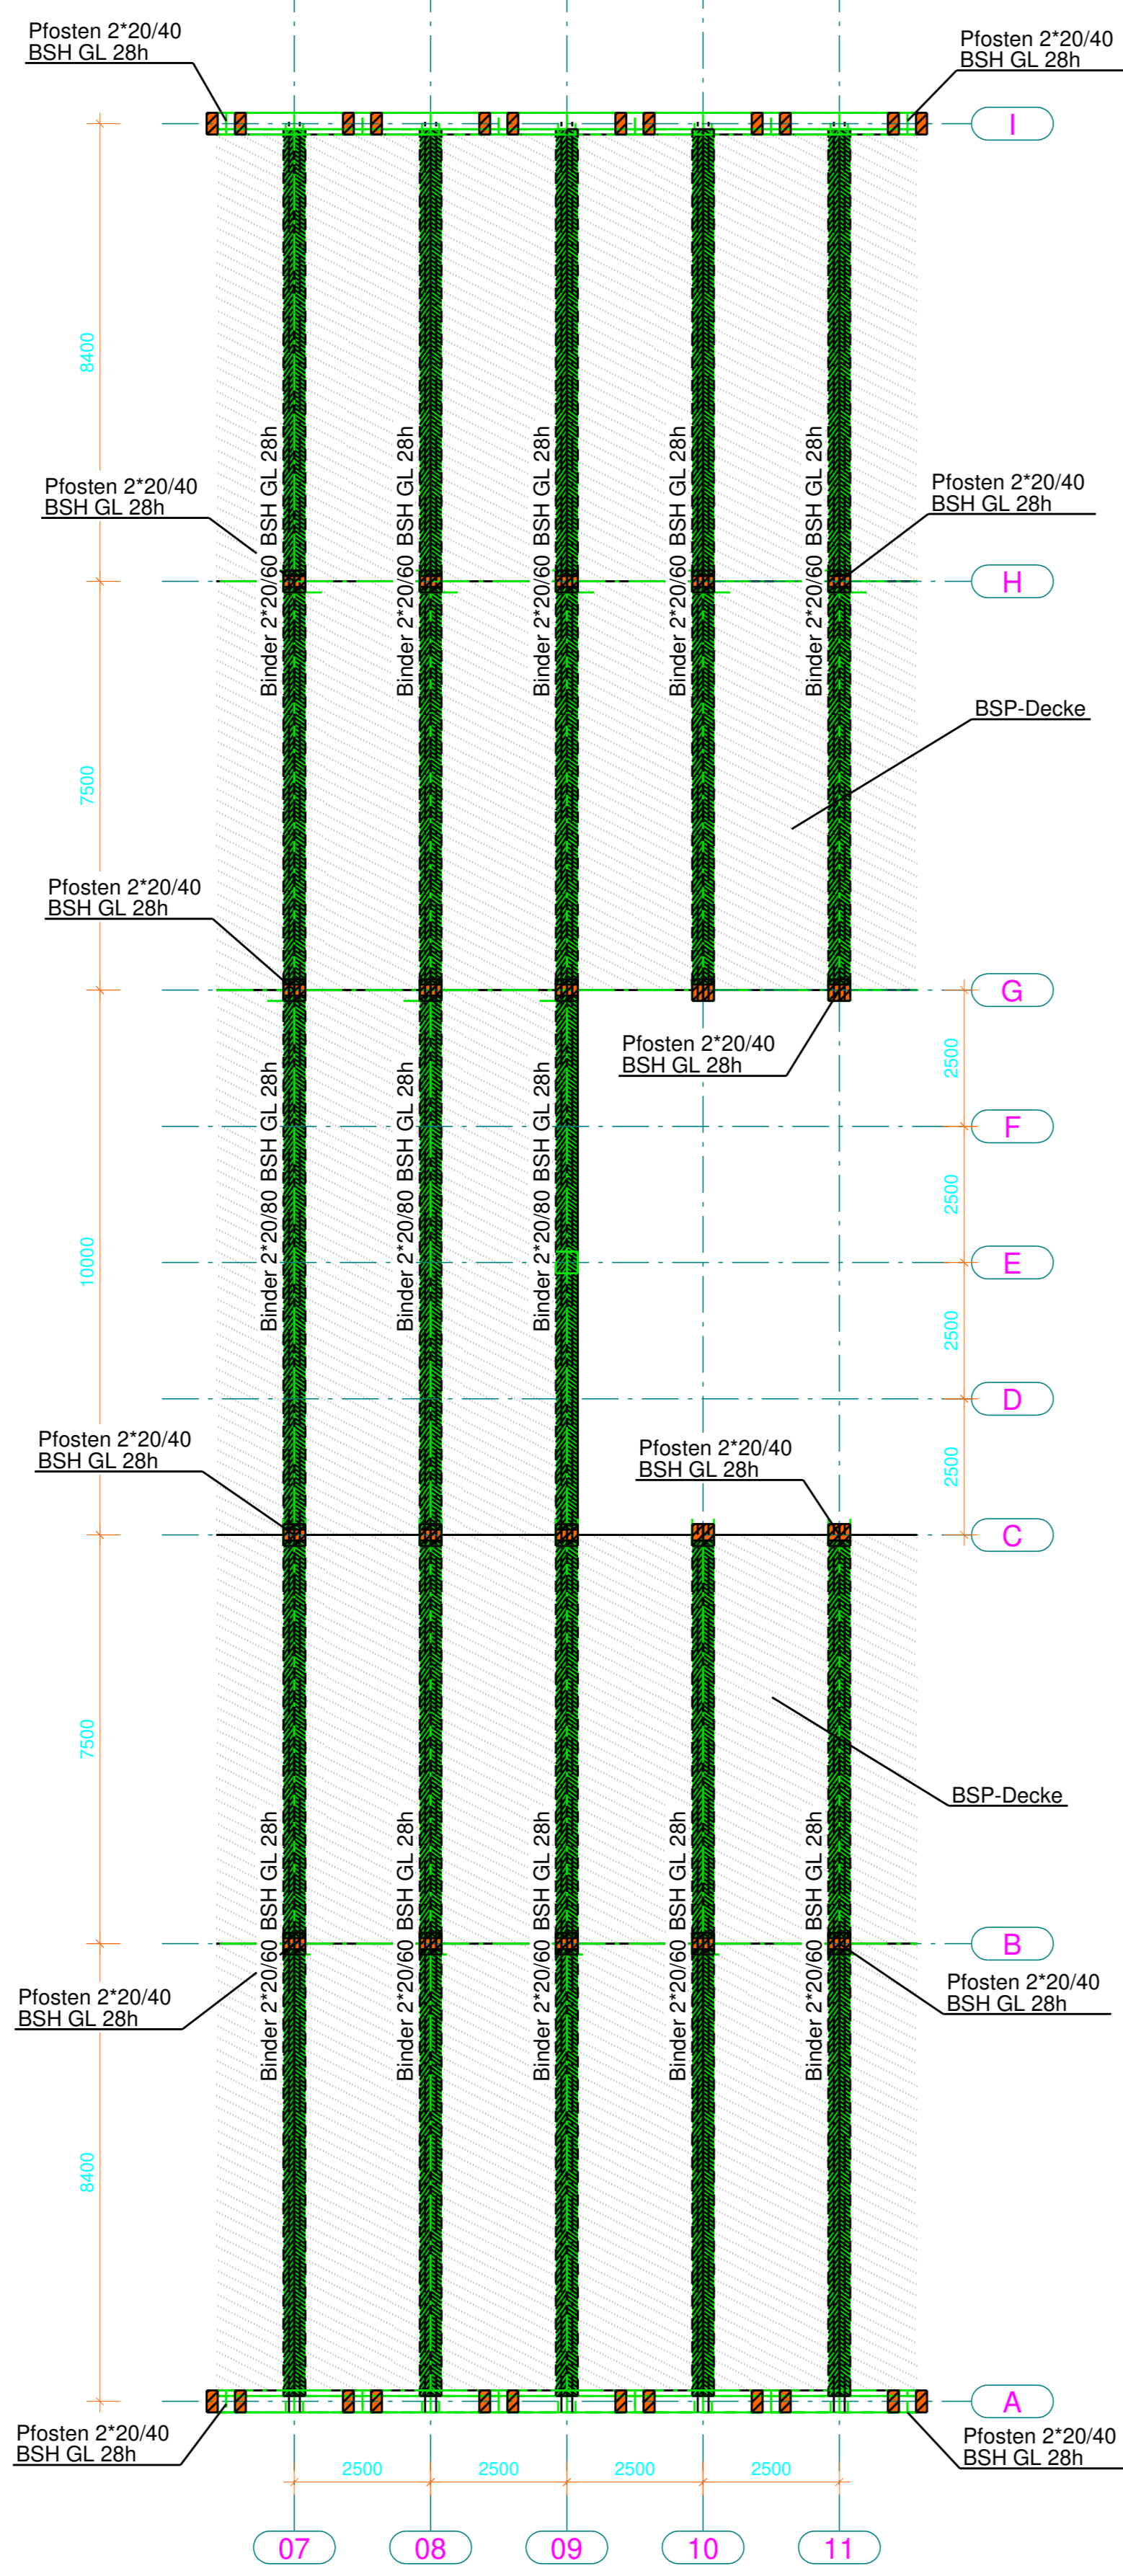 Pfosten 2*20/40
BSH GL 28h
Pfosten 2*20/40
BSH GL 28h
I
8400
Binder 2*20/60 BSH GL 28h
Binder 2*20/60 BSH GL 28h
Binder 2*20/60 BSH GL 28h
Binder 2*20/60 BSH GL 28h
Binder 2*20/60 BSH GL 28h
Pfosten 2*20/40
BSH GL 28h
Pfosten 2*20/40
BSH GL 28h
H
BSP-Decke
7500
Pfosten 2*20/40
BSH GL 28h
G
Pfosten 2*20/40
BSH GL 28h
2500
Binder 2*20/80 BSH GL 28h
Binder 2*20/80 BSH GL 28h
Binder 2*20/80 BSH GL 28h
F
2500
10000
E
2500
D
Pfosten 2*20/40
BSH GL 28h
Pfosten 2*20/40
BSH GL 28h
2500
C
7500
BSP-Decke
Binder 2*20/60 BSH GL 28h
Binder 2*20/60 BSH GL 28h
Binder 2*20/60 BSH GL 28h
Binder 2*20/60 BSH GL 28h
Binder 2*20/60 BSH GL 28h
B
Pfosten 2*20/40
BSH GL 28h
Pfosten 2*20/40
BSH GL 28h
8400
A
Pfosten 2*20/40
BSH GL 28h
Pfosten 2*20/40
BSH GL 28h
2500
2500
2500
2500
07
08
09
10
11